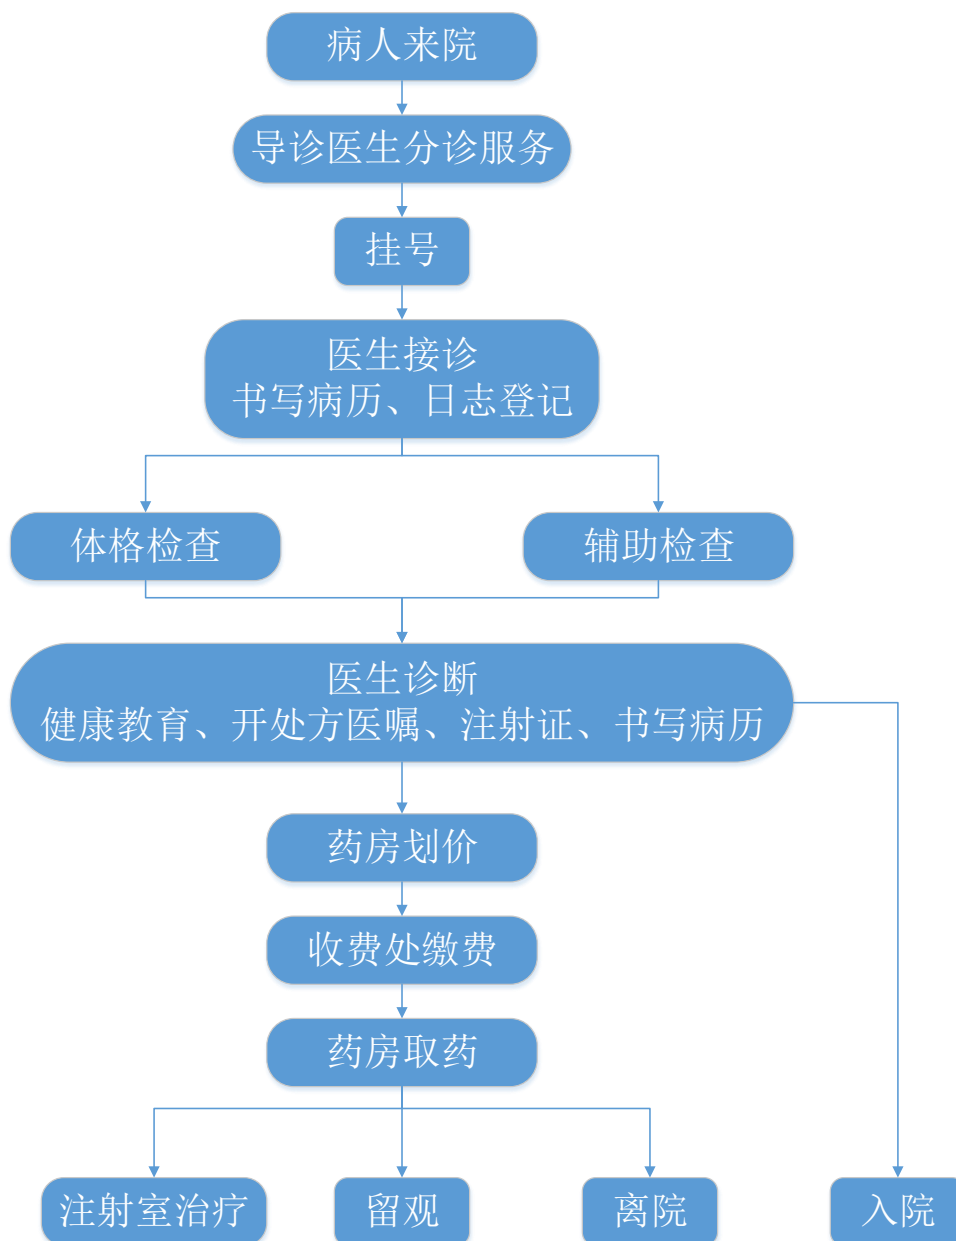 病人来院
导诊医生分诊服务
挂号
医生接诊
书写病历、日志登记
体格检查
辅助检查
医生诊断
健康教育、开处方医嘱、注射证、书写病历
药房划价
收费处缴费
药房取药
注射室治疗
留观
离院
入院